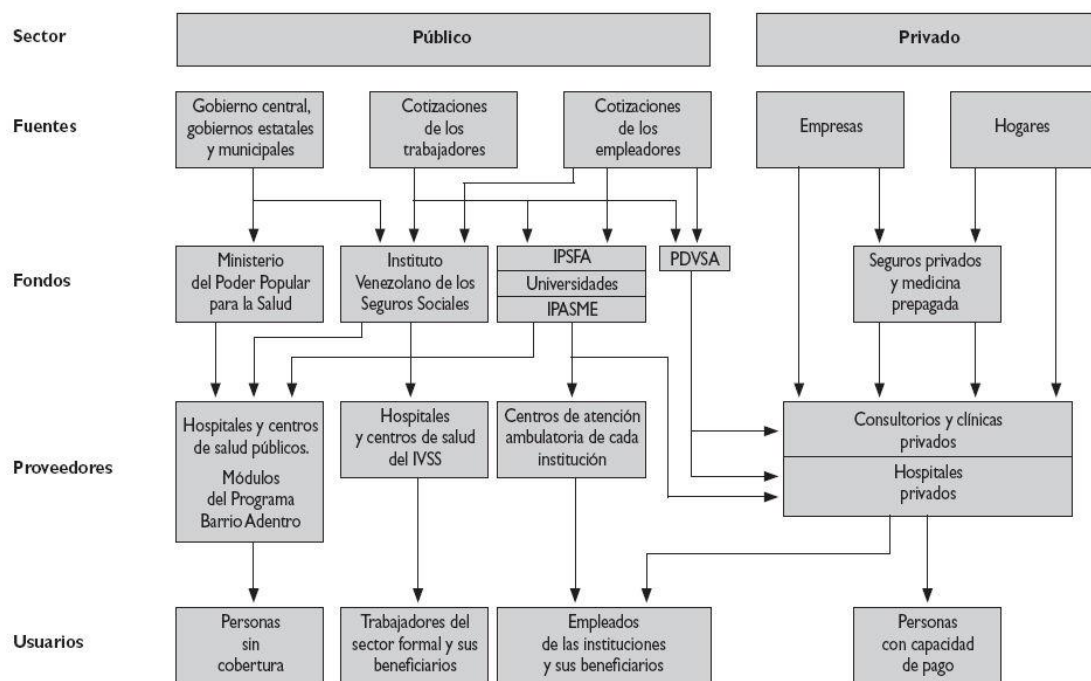 Sector
Público
Privado
Fuentes
Gobierno central,
gobiernos estatales
y municipales
Cotizaciones
de los
trabajadores
Cotizaciones
de los
empleadores
Empresas
Hogares
Fondos
Ministerio
del Poder Popular
para la Salud
Instituto
Venezolano de los
Seguros Sociales
IPSFA
Universidades
IPASME
PDVSA
Seguros privados
y medicina
prepagada
Proveedores
Hospitales y centros
de salud públicos.
Módulos
del Programa
Barrio Adentro
Hospitales
y centros de salud
del IVSS
Centros de atención
ambulatoria de cada
institución
Consultorios y clínicas
privados
Hospitales
privados
Usuarios
Personas
sin
cobertura
Trabajadores del
sector formal y sus
beneficiarios
Empleados
de las instituciones
y sus beneficiarios
Personas
con capacidad
de pago